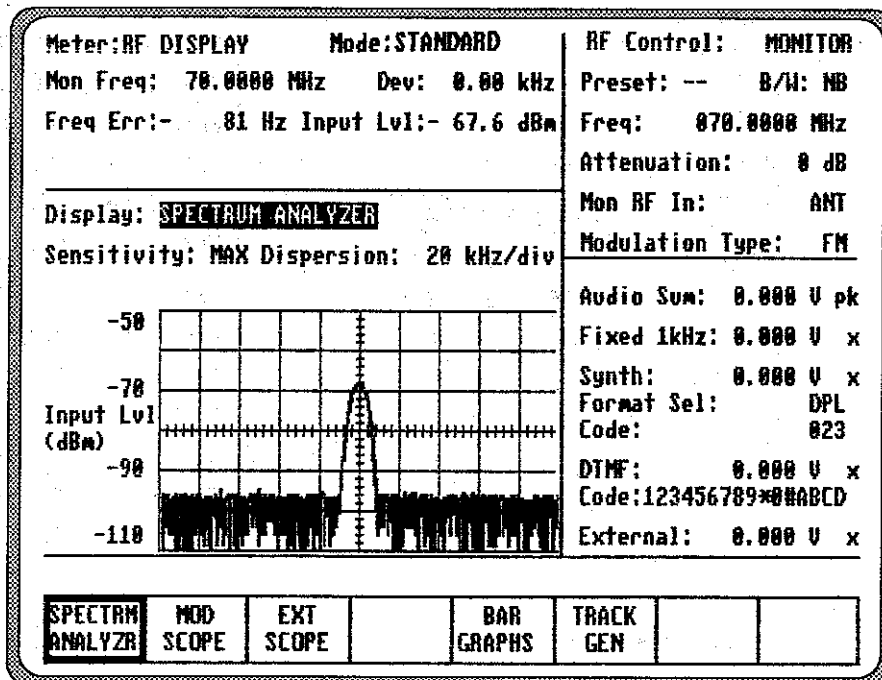 Meter:RF DISPLAY Mode:STANDARD
Mon Freq: 70.0000 MHz Dev: 0.00 kHz
Freq Err:- 81 Hz Input Lvl:- 67.6 dBm
Display: SPECTRUM ANALYZER
Sensitivity: MAX Dispersion: 20 kHz/div
-50
-70
Input Lvl
(dBm)
-90
-110
RF Control: MONITOR
Preset: -- B/W: NB
Freq: 070.0000 MHz
Attenuation: 0 dB
Mon RF In: ANT
Modulation Type: FM
Audio Sum: 0.000 V pk
Fixed 1kHz: 0.000 V x
Synth: 0.000 V x
Format Sel: DPL
Code: 023
DTMF: 0.000 V x
Code:123456789*0#ABCD
External: 0.000 V x
SPECTRM MOD EXT BAR TRACK
ANALYZR SCOPE SCOPE GRAPHS GEN